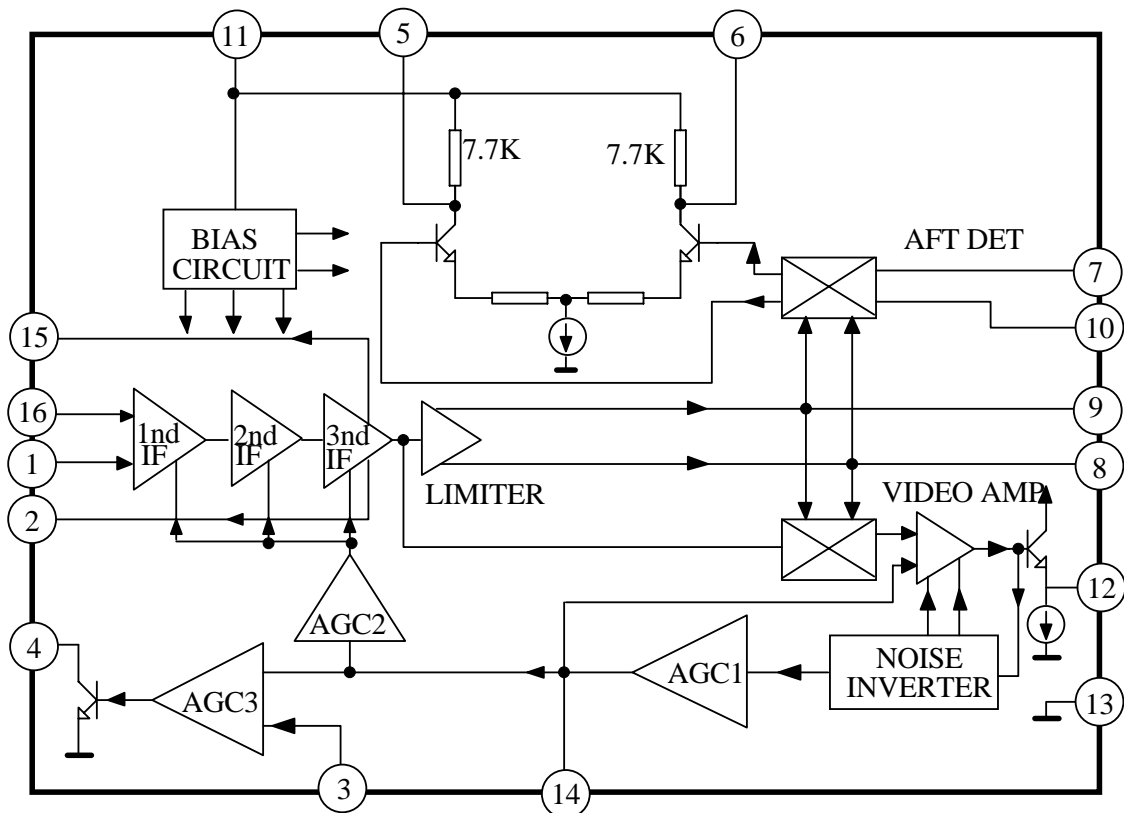 11
5
6
7.7K
7.7K
BIAS
CIRCUIT
AFT DET
7
10
15
16
1
2
1nd
IF
2nd
IF
3nd
IF
LIMITER
9
8
VIDEO AMP
12
AGC2
4
AGC3
AGC1
NOISE
INVERTER
13
3
14